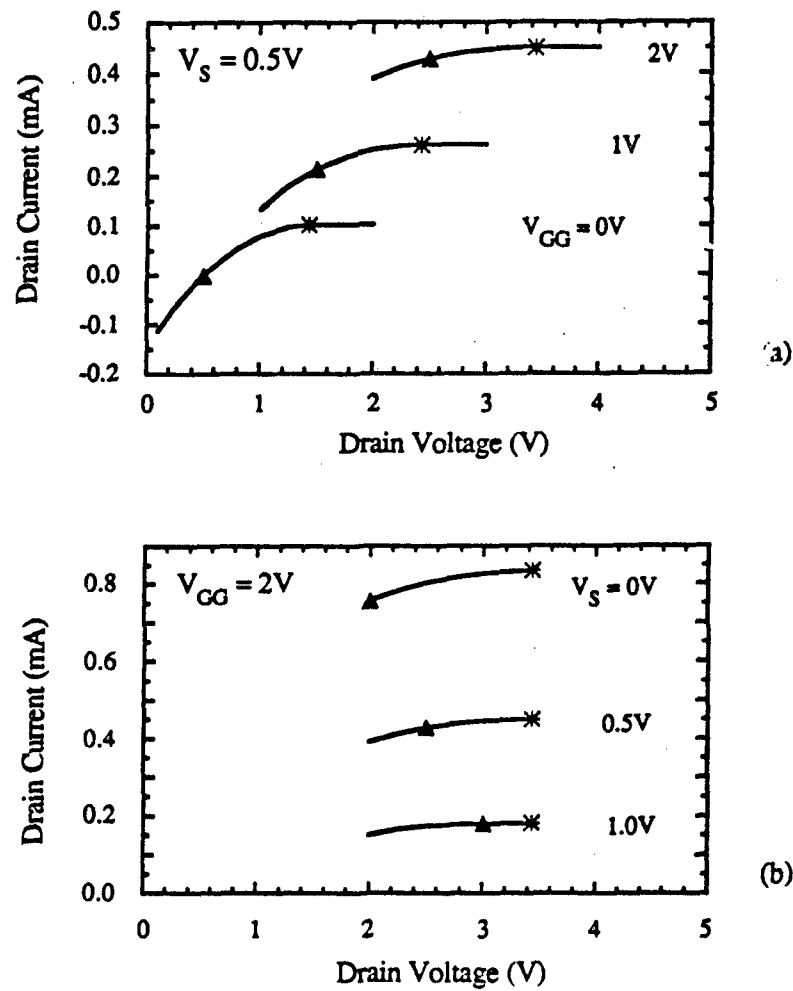 V_S = 0.5V
2V
1V
V_GG = 0V
0.5
0.4
0.3
0.2
0.1
0.0
-0.1
-0.2
0 1 2 3 4 5
Drain Current (mA)
Drain Voltage (V)
a)
V_GG = 2V
V_S = 0V
0.5V
1.0V
0.8
0.6
0.4
0.2
0.0
0 1 2 3 4 5
Drain Current (mA)
Drain Voltage (V)
(b)